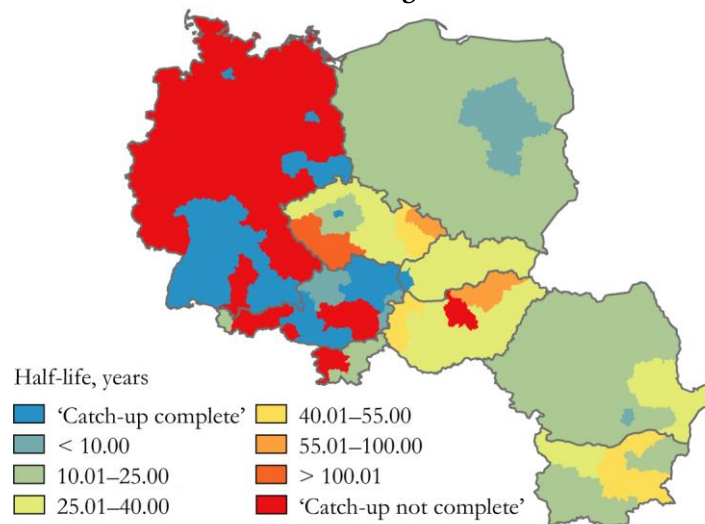 Half-life, years
'Catch-up complete'
< 10.00
10.01–25.00
25.01–40.00
40.01–55.00
55.01–100.00
> 100.01
'Catch-up not complete'